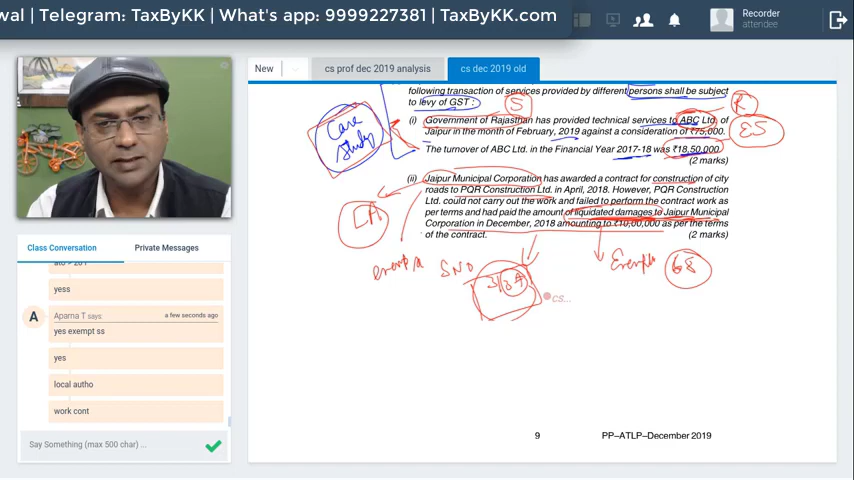 wal | Telegram: TaxByKK | What's app: 9999227381 | TaxByKK.com
Recorder
attendee
New
cs prof dec 2019 analysis
cs dec 2019 old
following transaction of services provided by different persons shall be subject
to levy of GST :
S
R
(i) Government of Rajasthan has provided technical services to ABC Ltd. of
Jaipur in the month of February, 2019 against a consideration of ₹75,000.
ES
Case
Study
The turnover of ABC Ltd. in the Financial Year 2017-18 was ₹18,50,000
(2 marks)
(ii) Jaipur Municipal Corporation has awarded a contract for construction of city
roads to PQR Construction Ltd. in April, 2018. However, PQR Construction
Ltd. could not carry out the work and failed to perform the contract work as
per terms and had paid the amount of liquidated damages to Jaipur Municipal
Corporation in December, 2018 amounting to ₹10,00,000 as per the terms
of the contract.
(2 marks)
LA
SNO
68
cs...
9
PP–ATLP–December 2019
Class Conversation
Private Messages
yess
A
Aparna T says:
a few seconds ago
yes exempt ss
yes
local autho
work cont
Say Something (max 500 char) ...